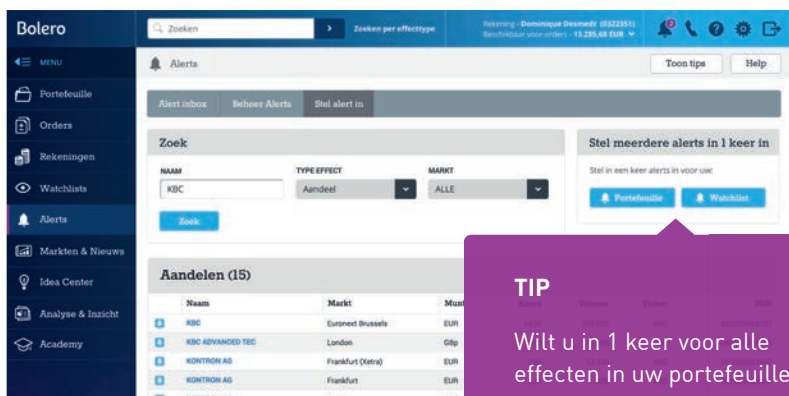 Bolero
Zoeken
Zoeken per effecttype
Rekening - Dominique Desmedt (0322351)
Beschikbaar voor orders - 13.285,68 EUR
MENU
Alerts
Toon tips
Help
Portefeuille
Orders
Rekeningen
Watchlists
Alerts
Markten & Nieuws
Idea Center
Analyse & Inzicht
Academy
Alert inbox
Beheer Alerts
Stel alert in
Zoek
NAAM
TYPE EFFECT
MARKT
KBC
Aandeel
ALLE
Zoek
Stel meerdere alerts in 1 keer in
Stel in een keer alerts in voor uw:
Portefeuille
Watchlist
Aandelen (15)
Naam Markt Munt
KBC Euronext Brussels EUR
KBC ADVANCED TEC London GBp
KONTRON AG Frankfurt (Xetra) EUR
KONTRON AG Frankfurt EUR
TIP
Wilt u in 1 keer voor alle
effecten in uw portefeuille